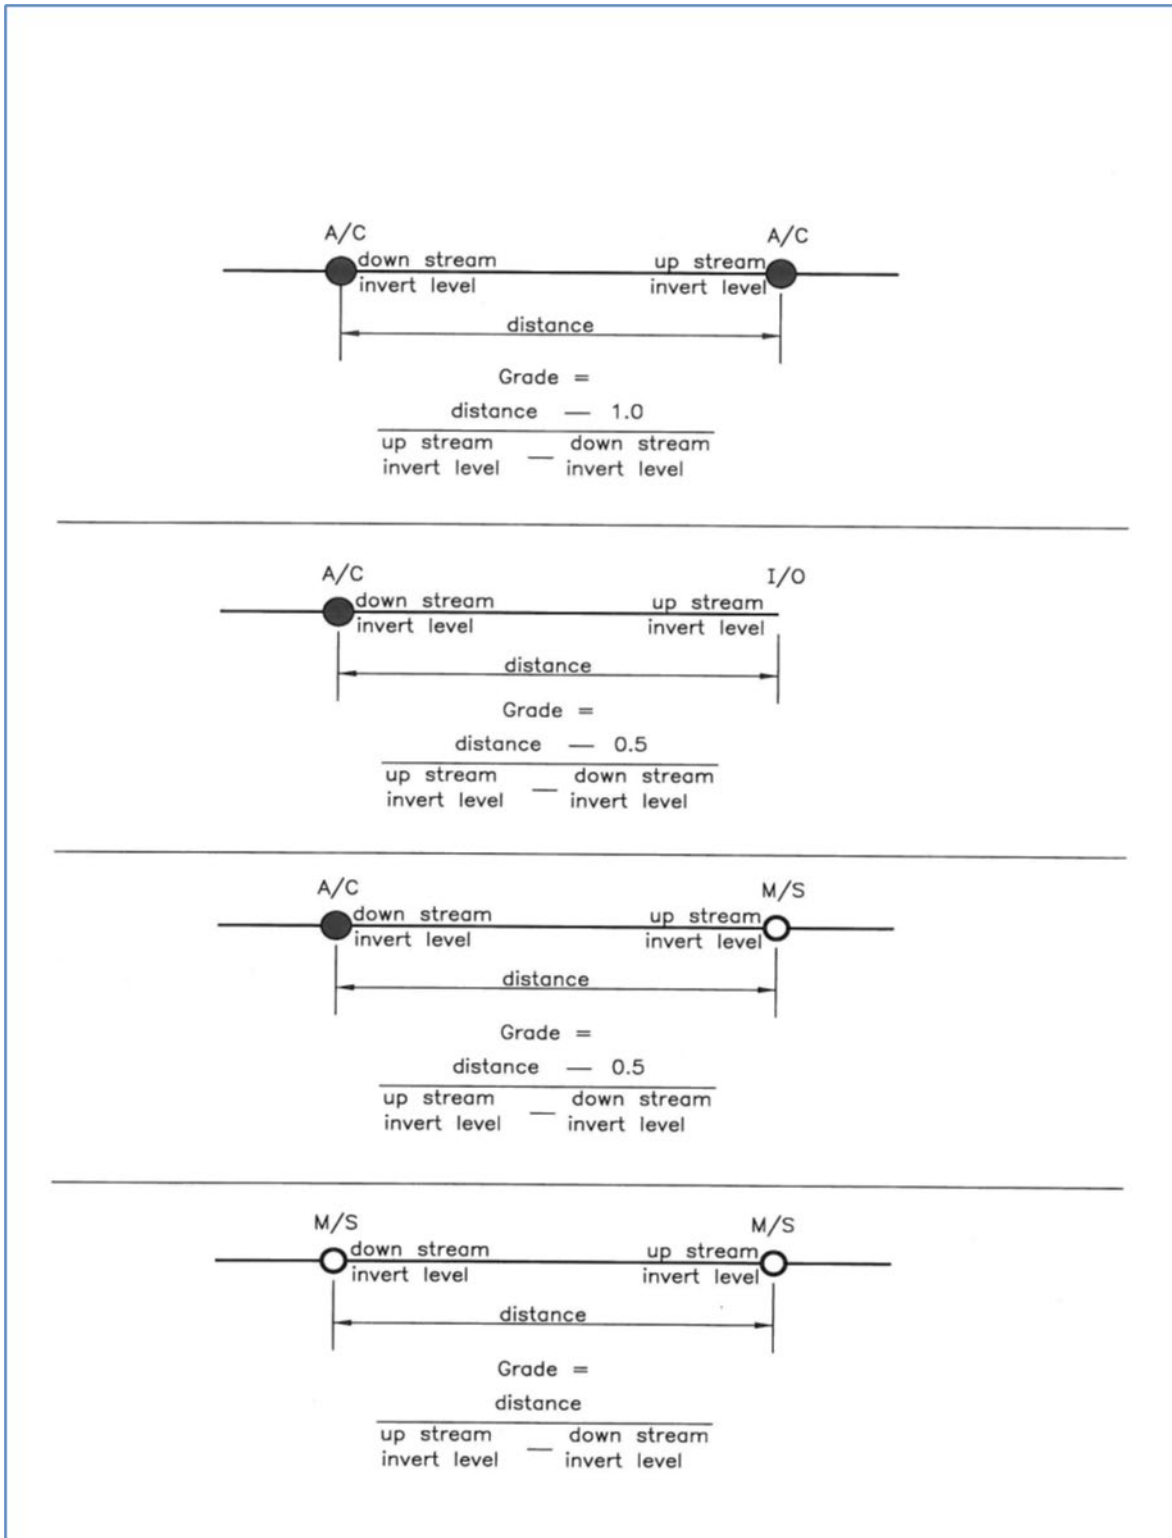 A/C A/C
down stream up stream
invert level invert level
distance
Grade =
distance — 1.0
up stream — down stream
invert level invert level
A/C I/O
down stream up stream
invert level invert level
distance
Grade =
distance — 0.5
up stream — down stream
invert level invert level
A/C M/S
down stream up stream
invert level invert level
distance
Grade =
distance — 0.5
up stream — down stream
invert level invert level
M/S M/S
down stream up stream
invert level invert level
distance
Grade =
distance
up stream — down stream
invert level invert level